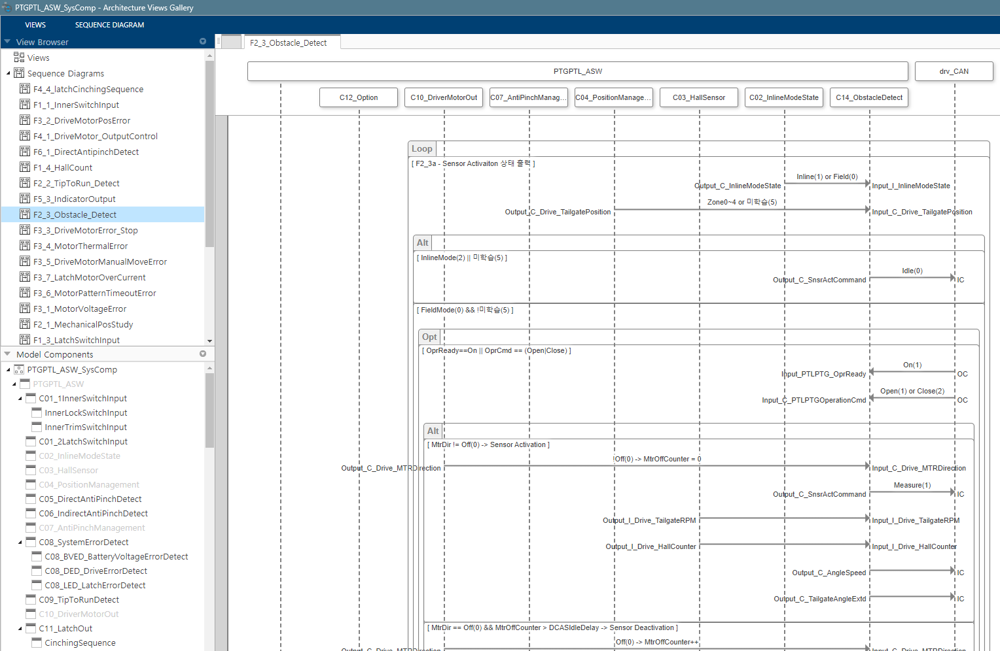 PTGPTL_ASW_SysComp - Architecture Views Gallery
VIEWS
SEQUENCE DIAGRAM
View Browser
Views
Sequence Diagrams
F4_4_latchCinchingSequence
F1_1_InnerSwitchInput
F3_2_DriveMotorPosError
F4_1_DriveMotor_OutputControl
F6_1_DirectAntipinchDetect
F1_4_HallCount
F2_2_TipToRun_Detect
F5_3_IndicatorOutput
F2_3_Obstacle_Detect
F3_3_DriveMotorError_Stop
F3_4_MotorThermalError
F3_5_DriveMotorManualMoveError
F3_7_LatchMotorOverCurrent
F3_6_MotorPatternTimeoutError
F3_1_MotorVoltageError
F2_1_MechanicalPosStudy
F1_3_LatchSwitchInput
Model Components
PTGPTL_ASW_SysComp
PTGPTL_ASW
C01_1InnerSwitchInput
InnerLockSwitchInput
InnerTrimSwitchInput
C01_2LatchSwitchInput
C02_InlineModeState
C03_HallSensor
C04_PositionManagement
C05_DirectAntiPinchDetect
C06_IndirectAntiPinchDetect
C07_AntiPinchManagement
C08_SystemErrorDetect
C08_BVED_BatteryVoltageErrorDetect
C08_DED_DriveErrorDetect
C08_LED_LatchErrorDetect
C09_TipToRunDetect
C10_DriverMotorOut
C11_LatchOut
CinchingSequence
F2_3_Obstacle_Detect
PTGPTL_ASW
drv_CAN
C12_Option
C10_DriverMotorOut
C07_AntiPinchManag...
C04_PositionManage...
C03_HallSensor
C02_InlineModeState
C14_ObstacleDetect
Loop
[ F2_3a - Sensor Activaiton 상태 출력 ]
Inline(1) or Field(0)
Output_C_InlineModeState
Input_I_InlineModeState
Zone0~4 or 미학습(5)
Output_C_Drive_TailgatePosition
Input_C_Drive_TailgatePosition
Alt
[ InlineMode(2) || 미학습(5) ]
Idle(0)
Output_C_SnsrActCommand
IC
[ FieldMode(0) && !미학습(5) ]
Opt
[ OprReady==On || OprCmd == (Open|Close) ]
On(1)
Input_PTLPTG_OprReady
OC
Open(1) or Close(2)
Input_C_PTLPTGOperationCmd
OC
Alt
[ MtrDir != Off(0) -> Sensor Activation ]
!Off(0) -> MtrOffCounter = 0
Output_C_Drive_MTRDirection
Input_C_Drive_MTRDirection
Measure(1)
Output_C_SnsrActCommand
IC
Output_I_Drive_TailgateRPM
Input_I_Drive_TailgateRPM
Output_I_Drive_HallCounter
Input_I_Drive_HallCounter
Output_C_AngleSpeed
IC
Output_C_TailgateAngleExtd
IC
[ MtrDir == Off(0) && MtrOffCounter > DCASIdleDelay -> Sensor Deactivation ]
Off(0) -> MtrOffCounter++
Output_C_Drive_MTRDirection
Input_C_Drive_MTRDirection